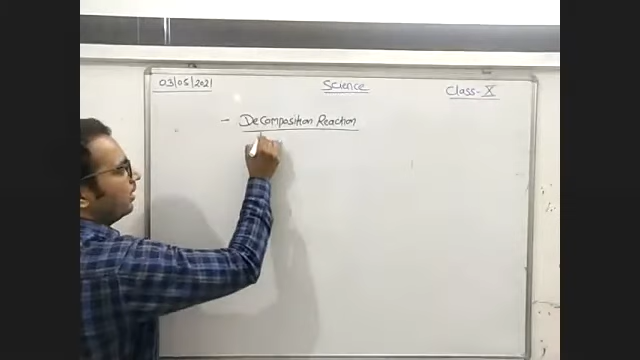 03/05/2021 Science Class-X
- Decomposition Reaction